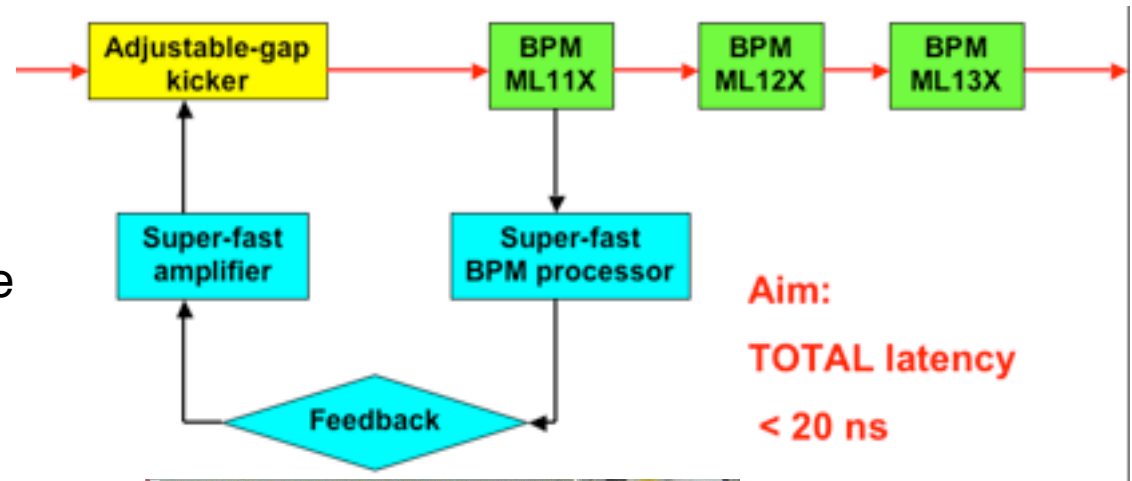 Adjustable-gap
kicker
BPM
ML11X
BPM
ML12X
BPM
ML13X
Super-fast
amplifier
Super-fast
BPM processor
e
Aim:
TOTAL latency
< 20 ns
Feedback